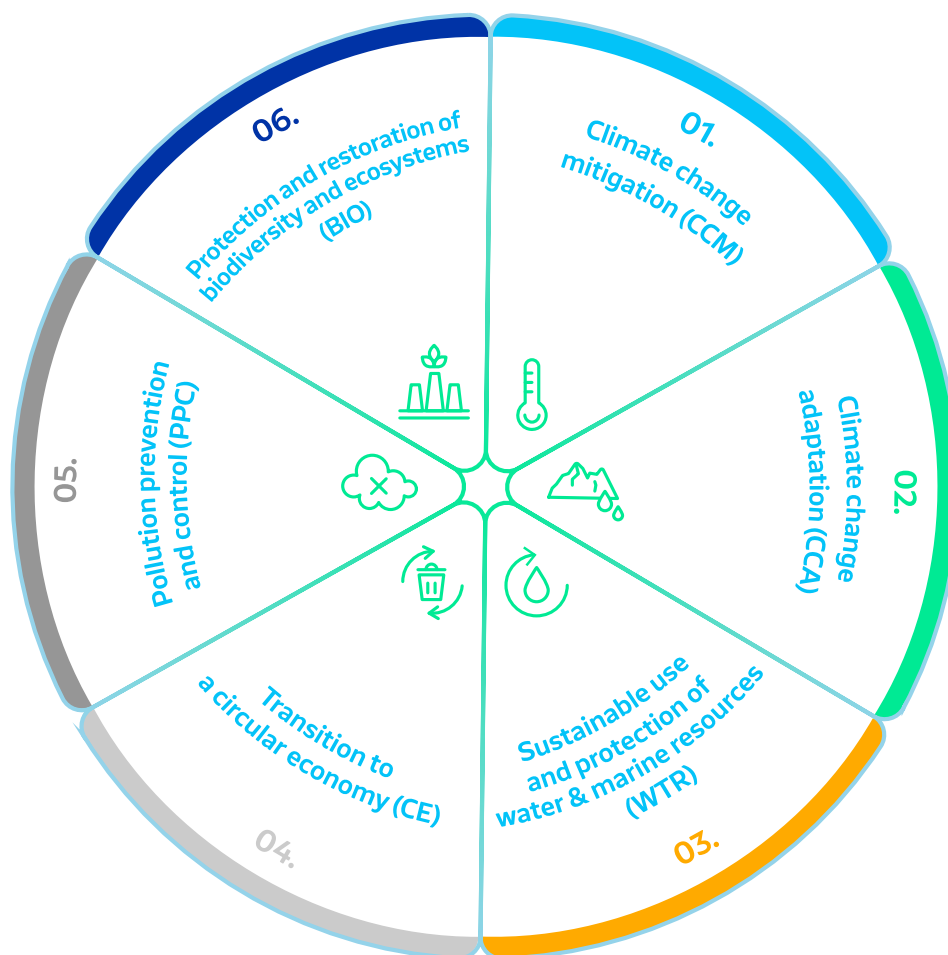 01.
Climate change
mitigation (CCM)
02.
Climate change
adaptation (CCA)
03.
Sustainable use
and protection of
water & marine resources
(WTR)
04.
Transition to
a circular economy (CE)
05.
Pollution prevention
and control (PPC)
06.
Protection and restoration of
biodiversity and ecosystems
(BIO)